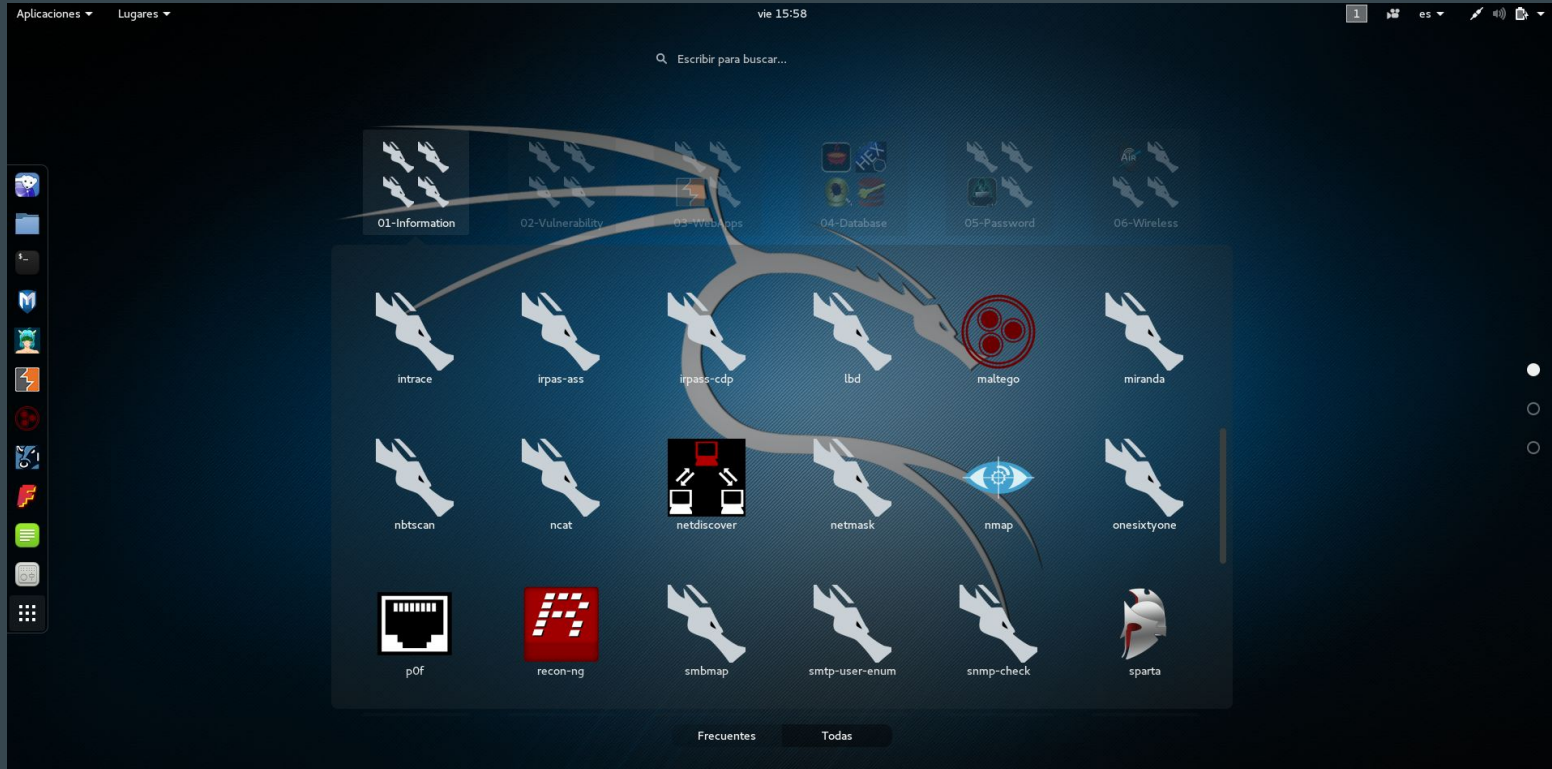 Aplicaciones Lugares vie 15:58 1 es
Escribir para buscar...
01-Information 02-Vulnerability 03-WebApps 04-Database 05-Password 06-Wireless
intrace irpas-ass irpass-cdp lbd maltego miranda
nbtscan ncat netdiscover netmask nmap onesixtyone
p0f recon-ng smbmap smtp-user-enum snmp-check sparta
Frecuentes Todas